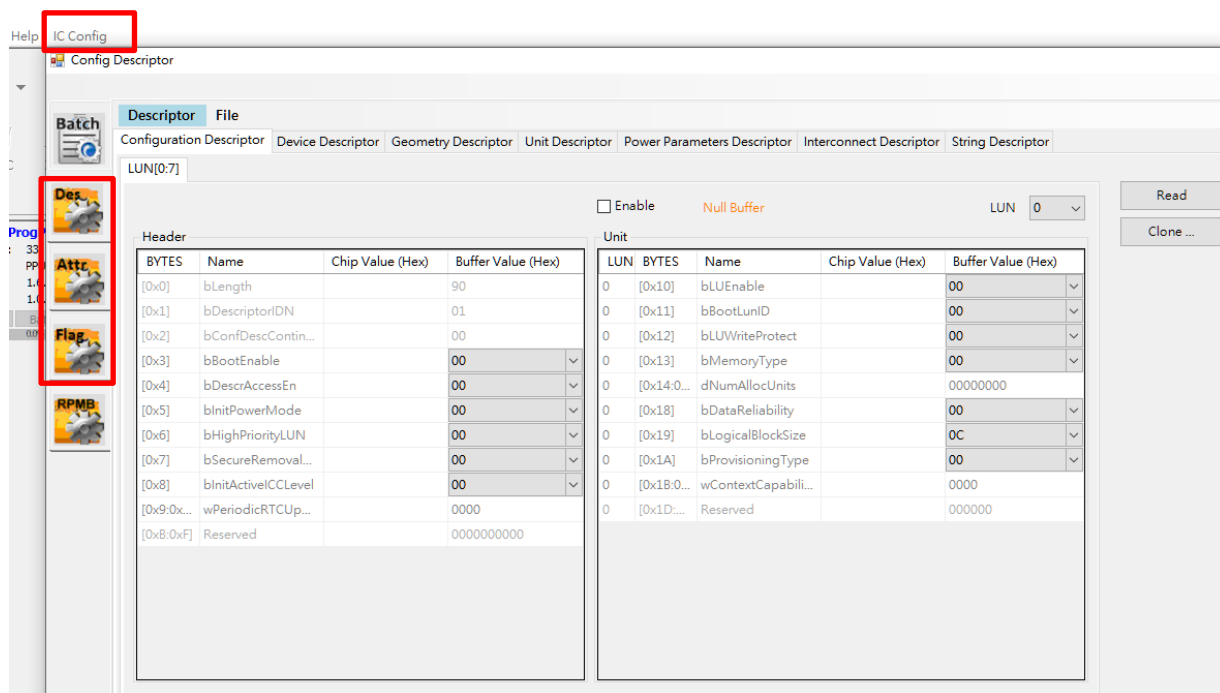 Help IC Config
Config Descriptor
Batch
Descriptor File
Configuration Descriptor Device Descriptor Geometry Descriptor Unit Descriptor Power Parameters Descriptor Interconnect Descriptor String Descriptor
LUN[0:7]
Des
Attr
Flag
RPMB
Enable Null Buffer LUN 0
Read
Clone ...
Header
BYTES Name Chip Value (Hex) Buffer Value (Hex)
[0x0] bLength 90
[0x1] bDescriptorIDN 01
[0x2] bConfDescContin... 00
[0x3] bBootEnable 00
[0x4] bDescrAccessEn 00
[0x5] bInitPowerMode 00
[0x6] bHighPriorityLUN 00
[0x7] bSecureRemoval... 00
[0x8] bInitActiveICCLevel 00
[0x9:0x... wPeriodicRTCUp... 0000
[0xB:0xF] Reserved 0000000000
Unit
LUN BYTES Name Chip Value (Hex) Buffer Value (Hex)
0 [0x10] bLUEnable 00
0 [0x11] bBootLunID 00
0 [0x12] bLUWriteProtect 00
0 [0x13] bMemoryType 00
0 [0x14:0... dNumAllocUnits 00000000
0 [0x18] bDataReliability 00
0 [0x19] bLogicalBlockSize 0C
0 [0x1A] bProvisioningType 00
0 [0x1B:0... wContextCapabili... 0000
0 [0x1D:... Reserved 000000